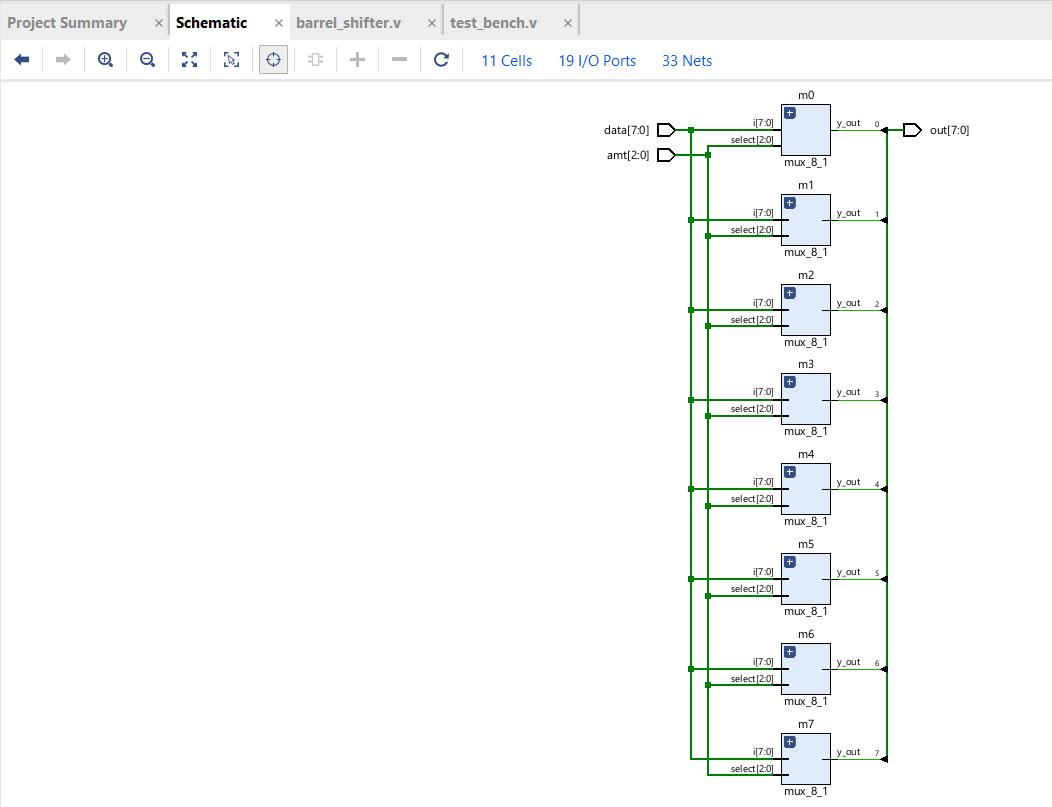 Project Summary × Schematic × barrel_shifter.v × test_bench.v ×
11 Cells 19 I/O Ports 33 Nets
m0
data[7:0] i[7:0] y_out 0 out[7:0]
select[2:0]
amt[2:0]
mux_8_1
m1
i[7:0] y_out 1
select[2:0]
mux_8_1
m2
i[7:0] y_out 2
select[2:0]
mux_8_1
m3
i[7:0] y_out 3
select[2:0]
mux_8_1
m4
i[7:0] y_out 4
select[2:0]
mux_8_1
m5
i[7:0] y_out 5
select[2:0]
mux_8_1
m6
i[7:0] y_out 6
select[2:0]
mux_8_1
m7
i[7:0] y_out 7
select[2:0]
mux_8_1